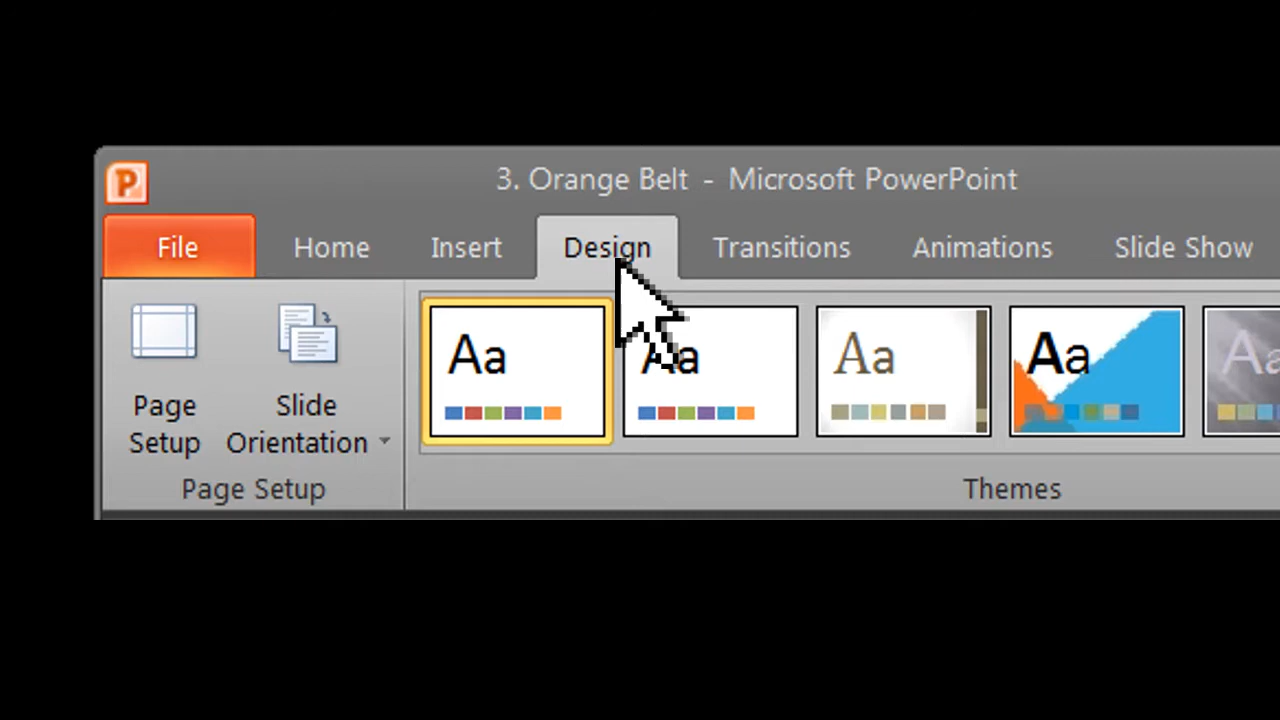 3. Orange Belt - Microsoft PowerPoint
File Home Insert Design Transitions Animations Slide Show
Aa Aa Aa Aa Aa
Page Setup
Slide Orientation
Page Setup Themes